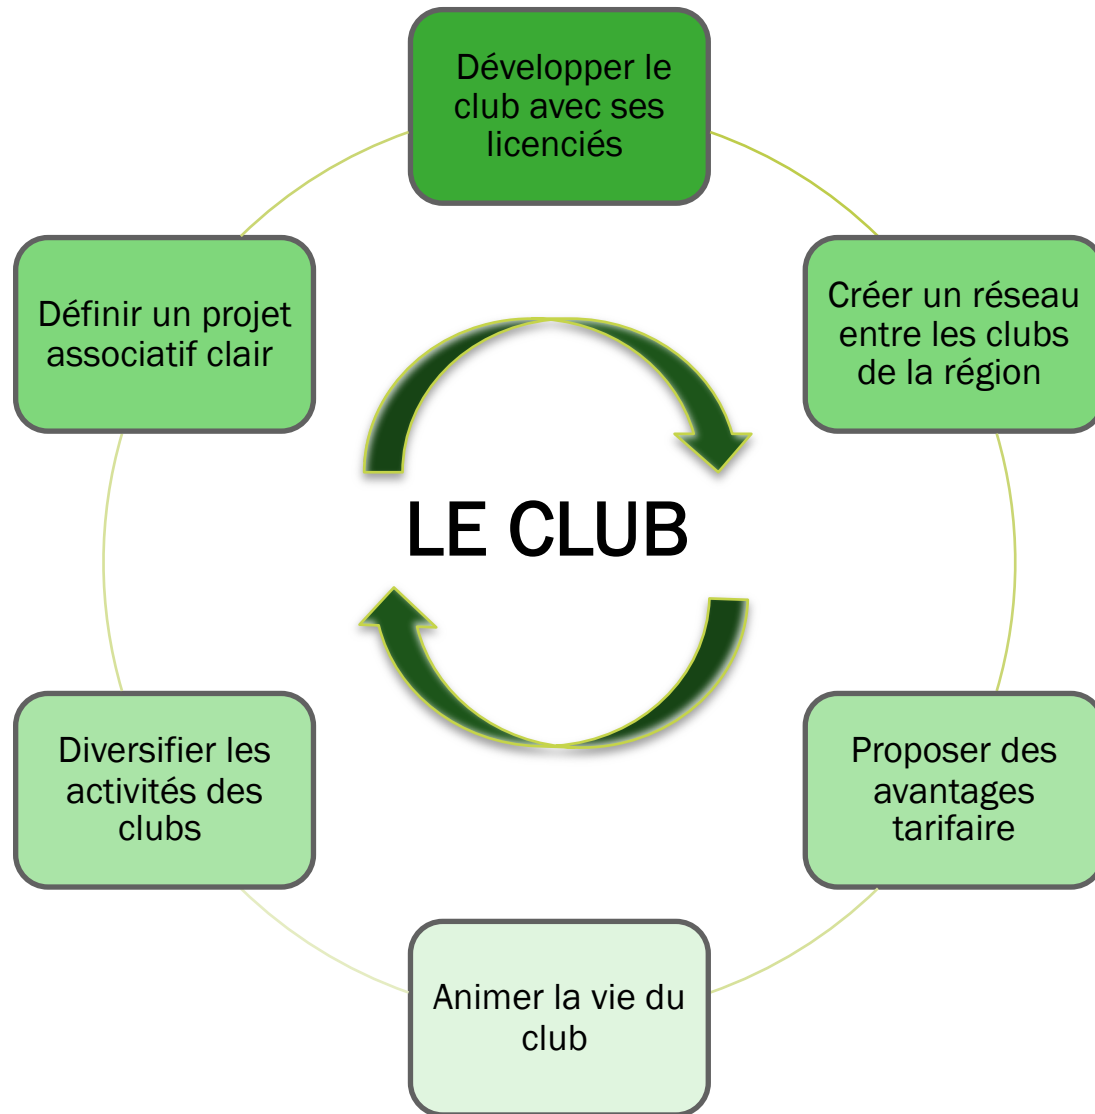 Développer le
club avec ses
licenciés
Définir un projet
associatif clair
Créer un réseau
entre les clubs
de la région
LE CLUB
Diversifier les
activités des
clubs
Proposer des
avantages
tarifaire
Animer la vie du
club